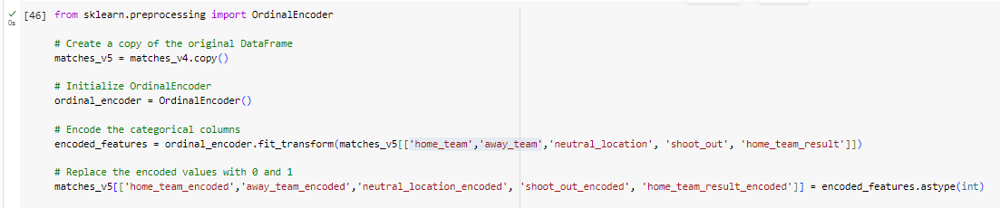 [46] from sklearn.preprocessing import OrdinalEncoder
# Create a copy of the original DataFrame
matches_v5 = matches_v4.copy()
# Initialize OrdinalEncoder
ordinal_encoder = OrdinalEncoder()
# Encode the categorical columns
encoded_features = ordinal_encoder.fit_transform(matches_v5[['home_team','away_team','neutral_location', 'shoot_out', 'home_team_result']])
# Replace the encoded values with 0 and 1
matches_v5[['home_team_encoded','away_team_encoded','neutral_location_encoded', 'shoot_out_encoded', 'home_team_result_encoded']] = encoded_features.astype(int)
0s